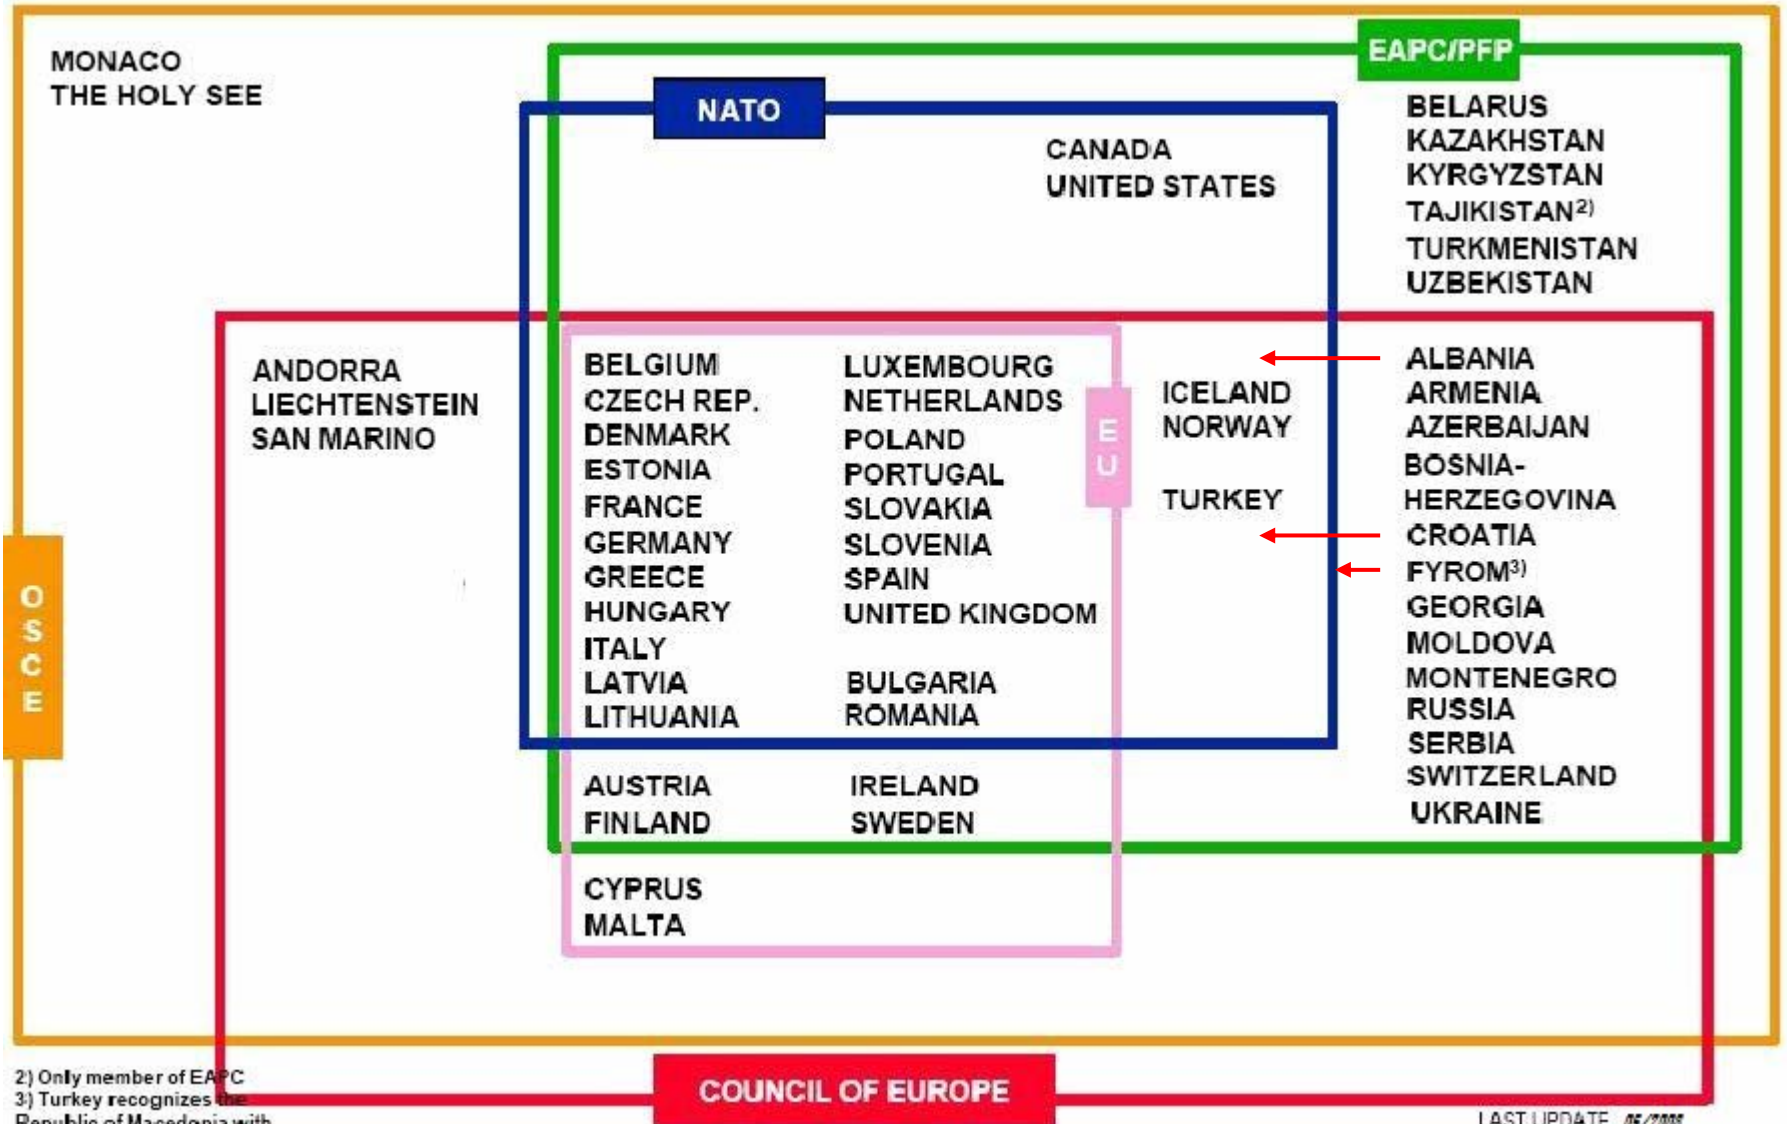 MONACO
THE HOLY SEE
EAPC/PFP
NATO
BELARUS
KAZAKHSTAN
KYRGYZSTAN
TAJIKISTAN2)
TURKMENISTAN
UZBEKISTAN
CANADA
UNITED STATES
ANDORRA
LIECHTENSTEIN
SAN MARINO
BELGIUM
CZECH REP.
DENMARK
ESTONIA
FRANCE
GERMANY
GREECE
HUNGARY
ITALY
LATVIA
LITHUANIA
LUXEMBOURG
NETHERLANDS
POLAND
PORTUGAL
SLOVAKIA
SLOVENIA
SPAIN
UNITED KINGDOM
BULGARIA
ROMANIA
EU
ICELAND
NORWAY
TURKEY
ALBANIA
ARMENIA
AZERBAIJAN
BOSNIA-
HERZEGOVINA
CROATIA
FYROM3)
GEORGIA
MOLDOVA
MONTENEGRO
RUSSIA
SERBIA
SWITZERLAND
UKRAINE
OSCE
AUSTRIA
FINLAND
IRELAND
SWEDEN
CYPRUS
MALTA
COUNCIL OF EUROPE
2) Only member of EAPC
3) Turkey recognizes the
Republic of Macedonia with
LAST UPDATE